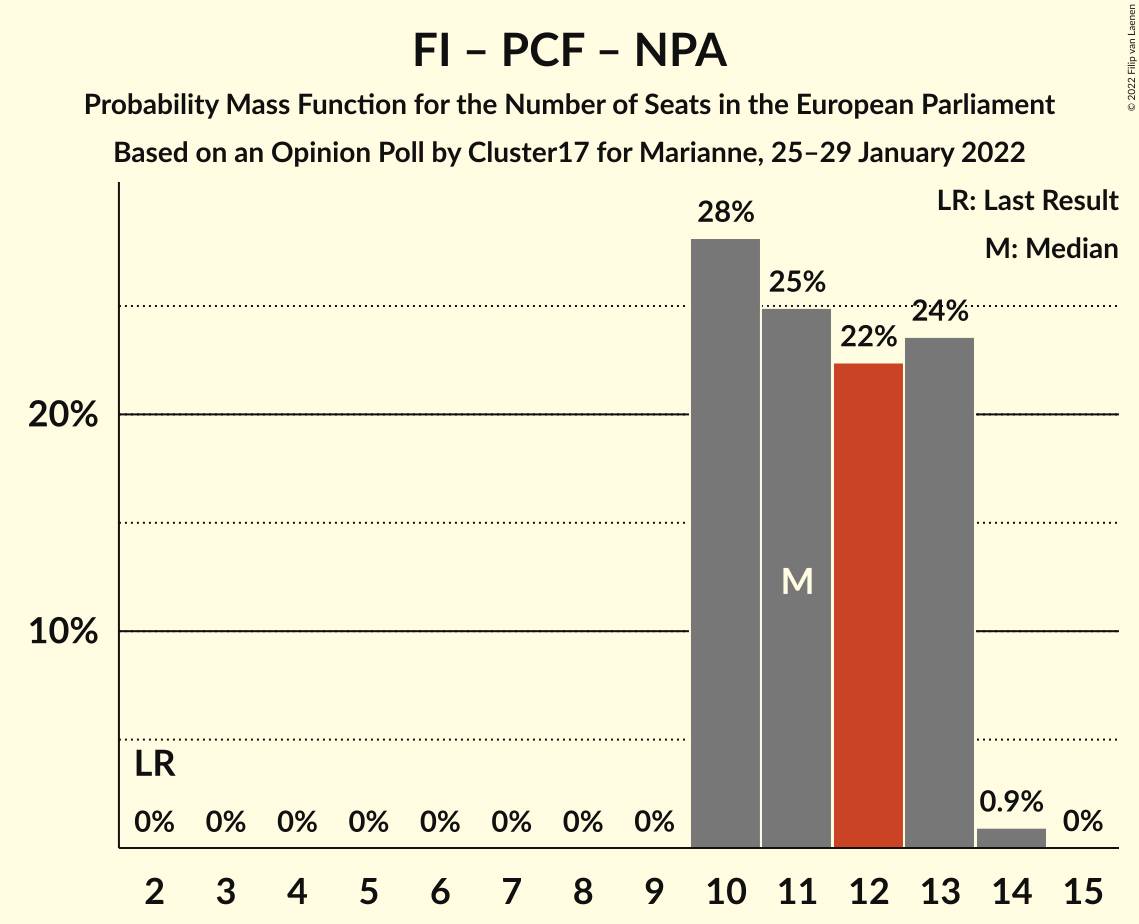 FI – PCF – NPA
Probability Mass Function for the Number of Seats in the European Parliament
Based on an Opinion Poll by Cluster17 for Marianne, 25–29 January 2022
© 2022 Filip van Laenen
LR: Last Result
M: Median
28%
25%
24%
22%
20%
M
10%
LR
0.9%
0% 0% 0% 0% 0% 0% 0% 0% 0%
2 3 4 5 6 7 8 9 10 11 12 13 14 15